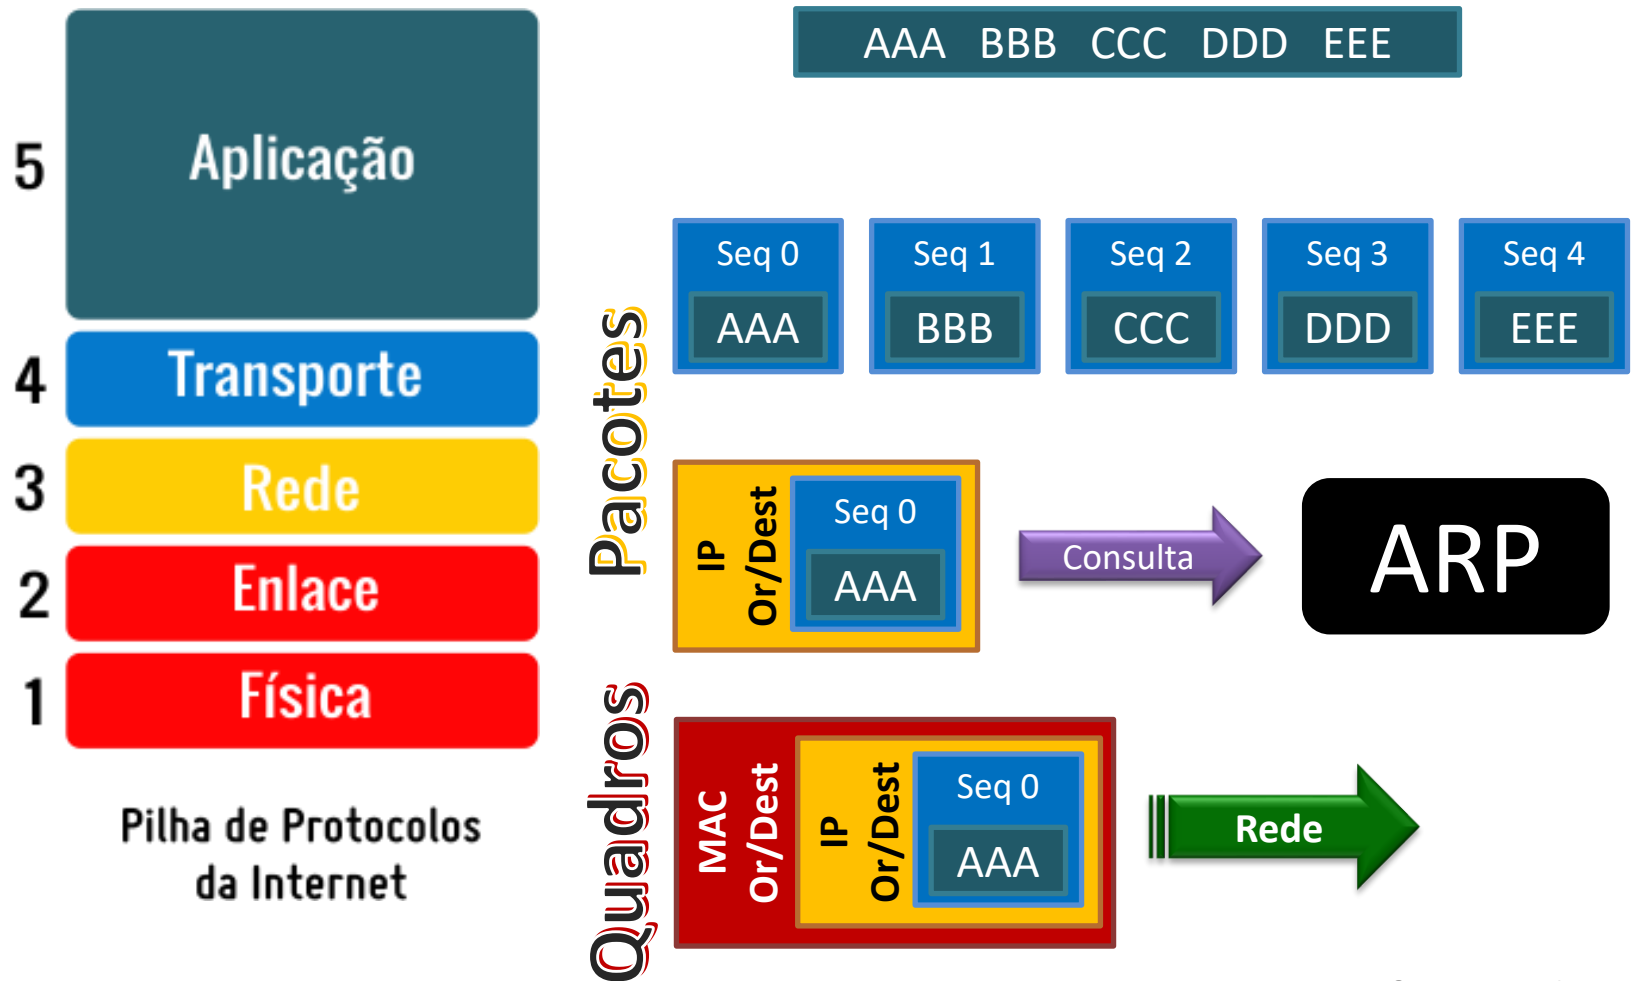 5
Aplicação
4
Transporte
3
Rede
2
Enlace
1
Física
Pilha de Protocolos
da Internet
AAA BBB CCC DDD EEE
Pacotes
Seq 0
AAA
Seq 1
BBB
Seq 2
CCC
Seq 3
DDD
Seq 4
EEE
IP
Or/Dest
Seq 0
AAA
Consulta
ARP
Quadros
MAC
Or/Dest
IP
Or/Dest
Seq 0
AAA
Rede